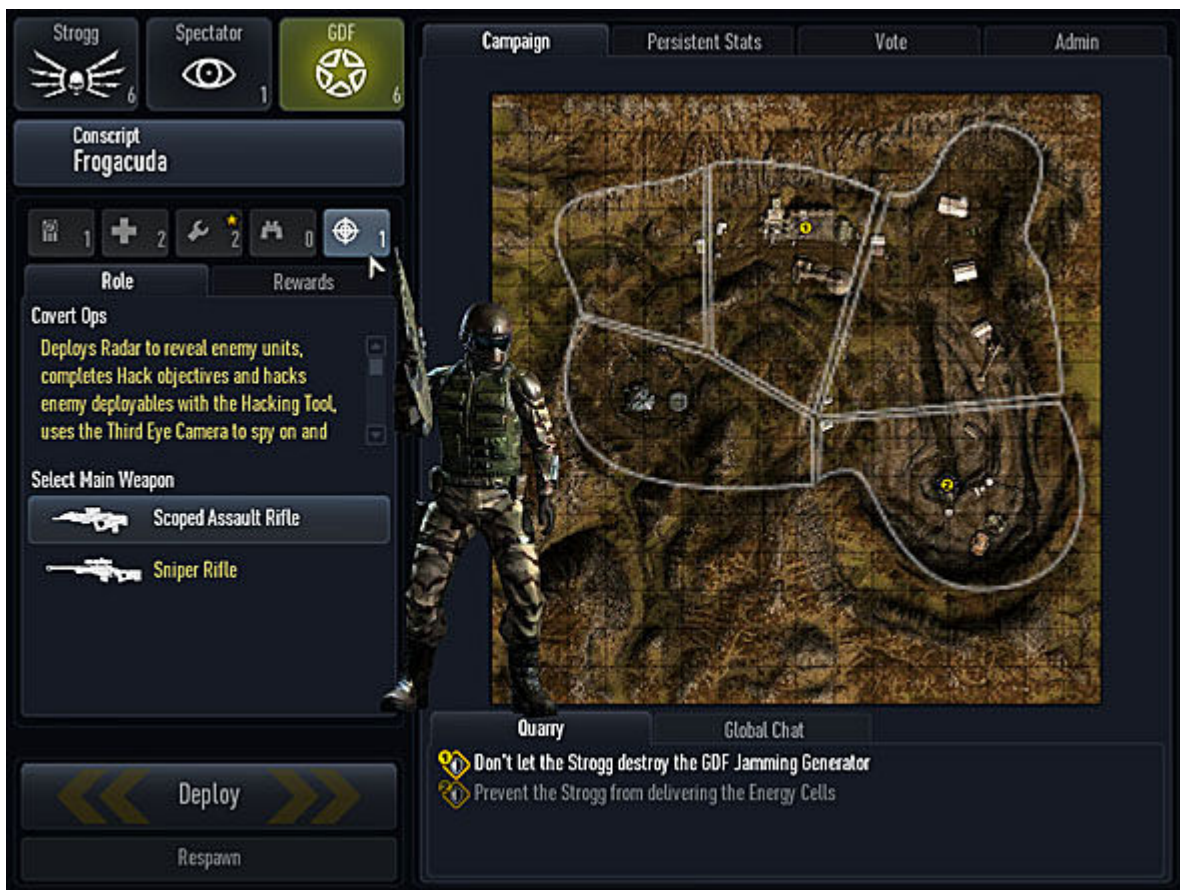 Strogg
6
Spectator
1
GDF
6
Conscript
Frogacuda
1
2
2
0
1
Role
Rewards
Covert Ops
Deploys Radar to reveal enemy units,
completes Hack objectives and hacks
enemy deployables with the Hacking Tool,
uses the Third Eye Camera to spy on and
Select Main Weapon
Scoped Assault Rifle
Sniper Rifle
Deploy
Respawn
Campaign
Persistent Stats
Vote
Admin
1
2
Quarry
Global Chat
1 Don't let the Strogg destroy the GDF Jamming Generator
2 Prevent the Strogg from delivering the Energy Cells